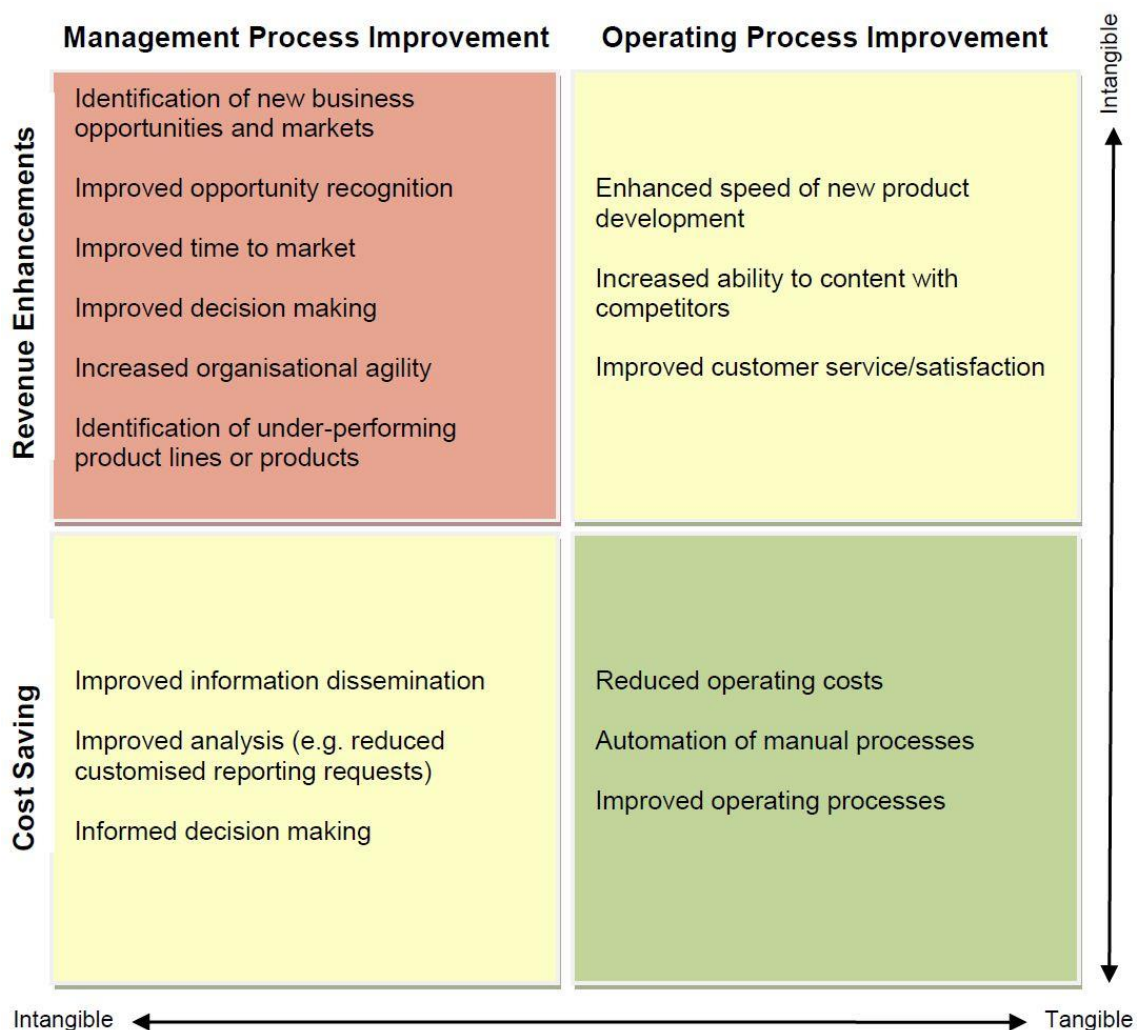 Management Process Improvement
Operating Process Improvement
Intangible
Revenue Enhancements
Identification of new business
opportunities and markets
Improved opportunity recognition
Improved time to market
Improved decision making
Increased organisational agility
Identification of under-performing
product lines or products
Enhanced speed of new product
development
Increased ability to content with
competitors
Improved customer service/satisfaction
Cost Saving
Improved information dissemination
Improved analysis (e.g. reduced
customised reporting requests)
Informed decision making
Reduced operating costs
Automation of manual processes
Improved operating processes
Intangible
Tangible